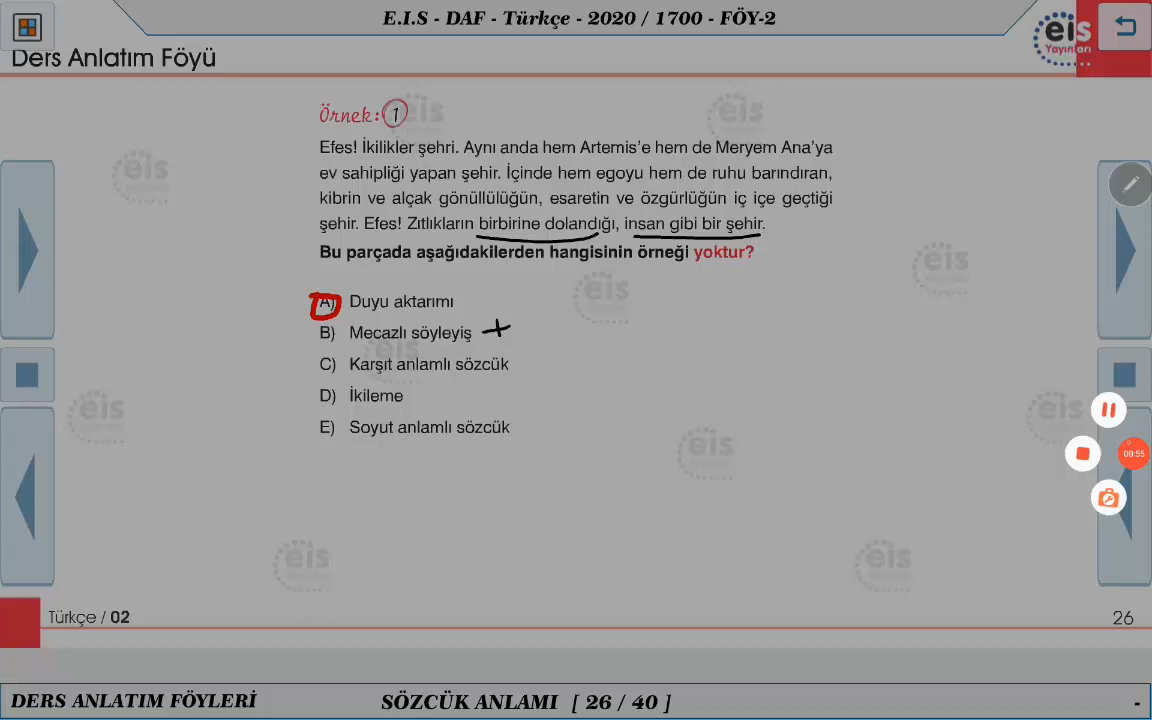 E.I.S - DAF - Türkçe - 2020 / 1700 - FÖY-2
eis
Yayınları
Ders Anlatım Föyü
Örnek: 1
Efes! İkilikler şehri. Aynı anda hem Artemis'e hem de Meryem Ana'ya
ev sahipliği yapan şehir. İçinde hem egoyu hem de ruhu barındıran,
kibrin ve alçak gönüllülüğün, esaretin ve özgürlüğün iç içe geçtiği
şehir. Efes! Zıtlıkların birbirine dolandığı, insan gibi bir şehir.
Bu parçada aşağıdakilerden hangisinin örneği yoktur?
A) Duyu aktarımı
B) Mecazlı söyleyiş +
C) Karşıt anlamlı sözcük
D) İkileme
E) Soyut anlamlı sözcük
00:55
Türkçe / 02
26
DERS ANLATIM FÖYLERİ
SÖZCÜK ANLAMI [ 26 / 40 ]
-